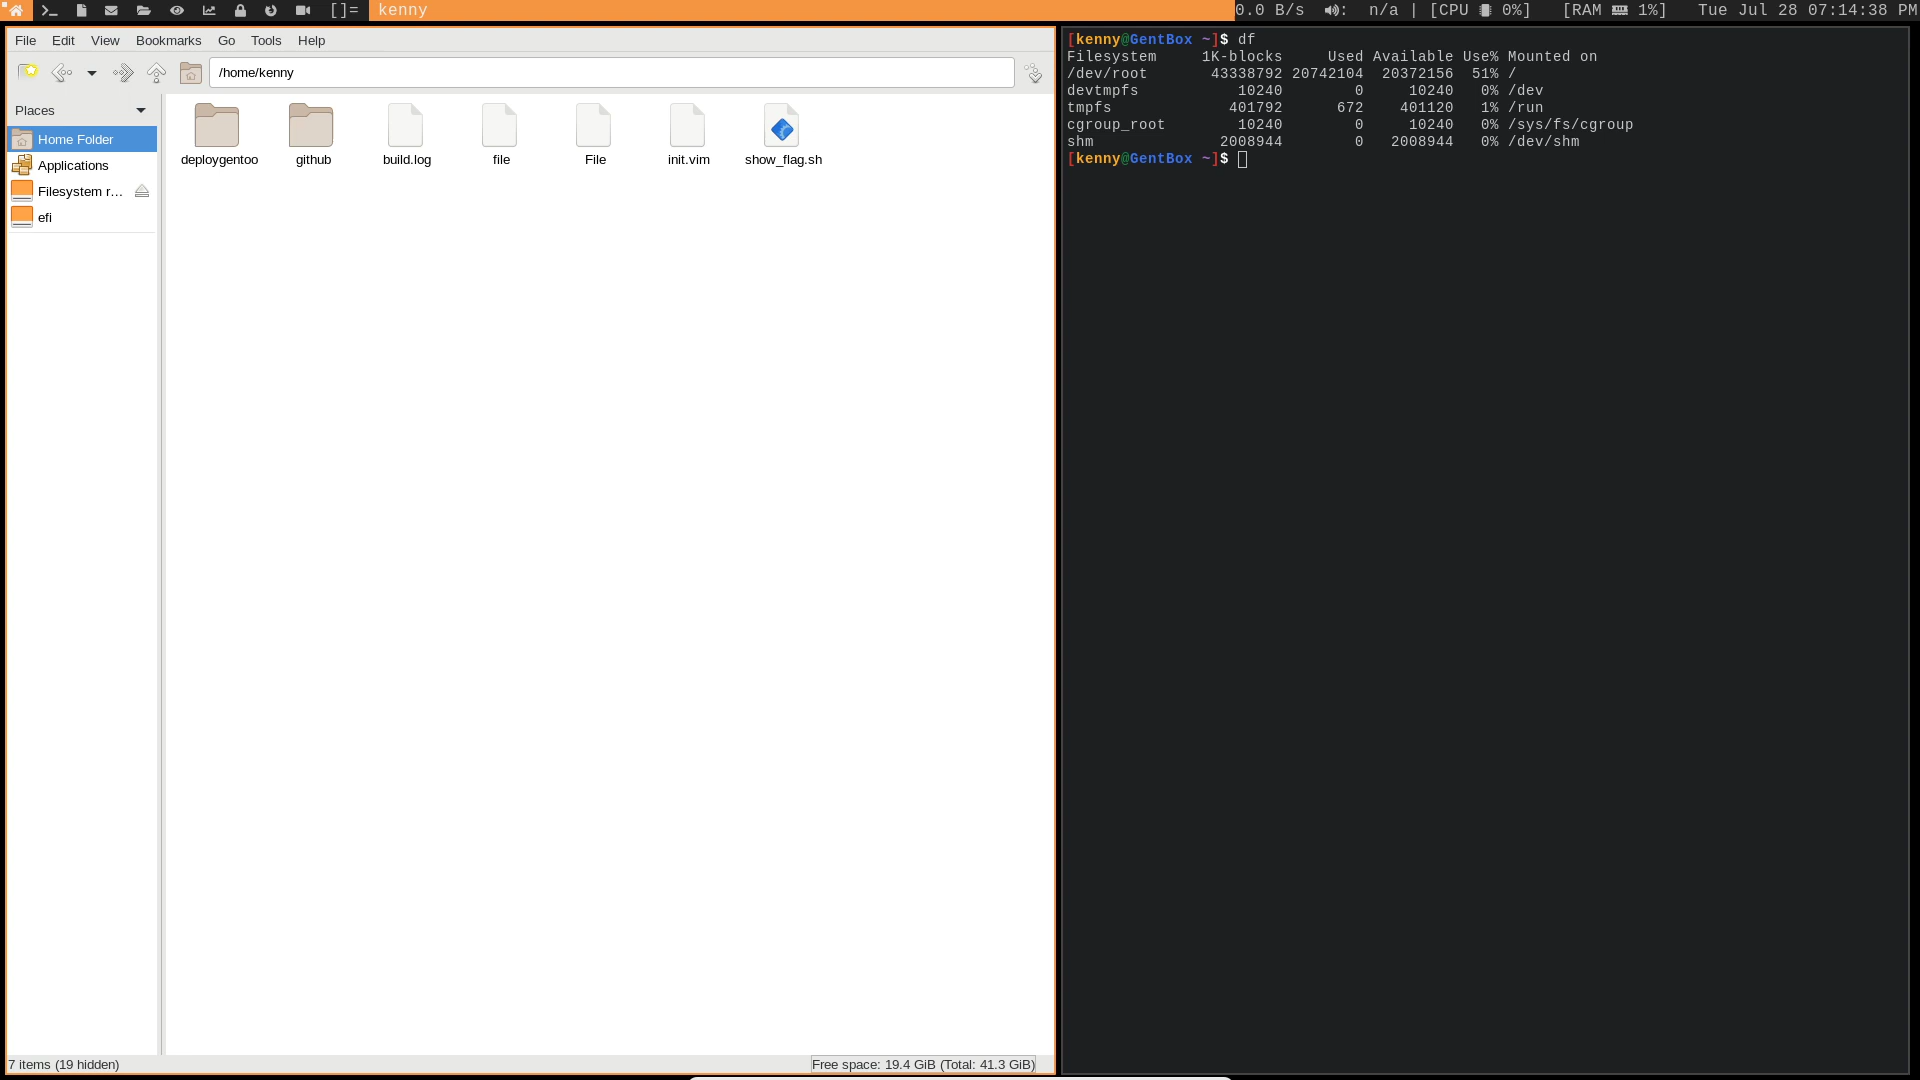 []= kenny 0.0 B/s : n/a | [CPU 0%] [RAM 1%] Tue Jul 28 07:14:38 PM
File Edit View Bookmarks Go Tools Help
/home/kenny
Places
Home Folder
Applications
Filesystem r...
efi
deploygentoo github build.log file File init.vim show_flag.sh
7 items (19 hidden) Free space: 19.4 GiB (Total: 41.3 GiB)
[kenny@GentBox ~]$ df
Filesystem 1K-blocks Used Available Use% Mounted on
/dev/root 43338792 20742104 20372156 51% /
devtmpfs 10240 0 10240 0% /dev
tmpfs 401792 672 401120 1% /run
cgroup_root 10240 0 10240 0% /sys/fs/cgroup
shm 2008944 0 2008944 0% /dev/shm
[kenny@GentBox ~]$